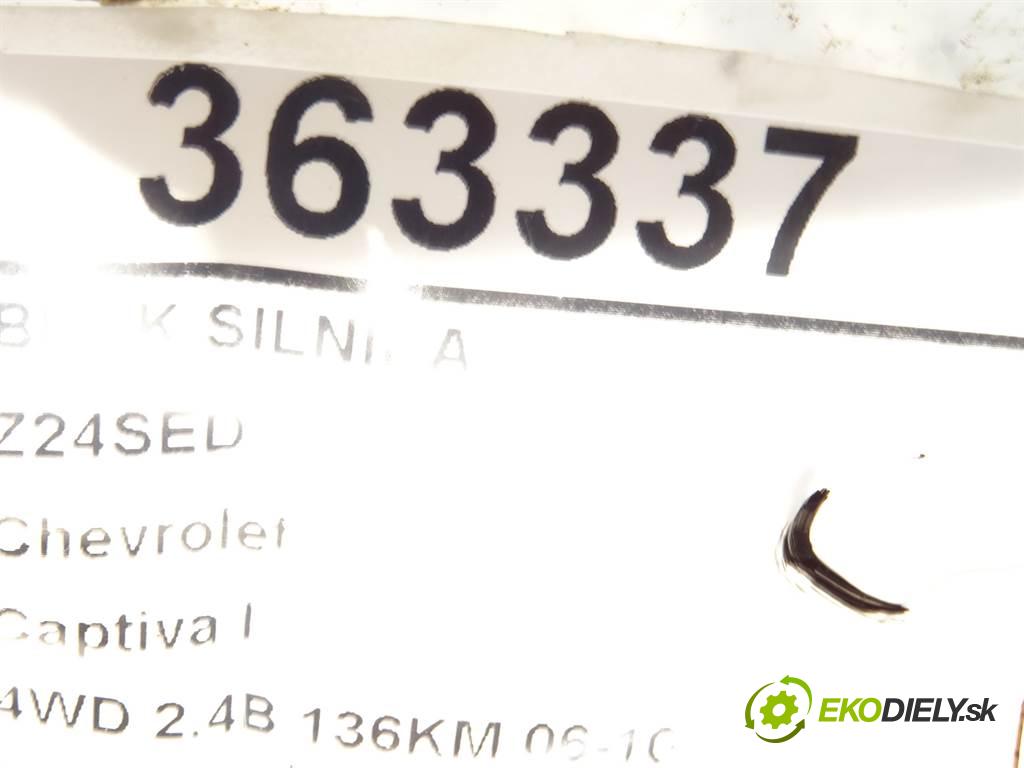 363337
Z24SED
Chevrolet
Captiva I
4WD 2.4B 136KM
EKODIELY.sk